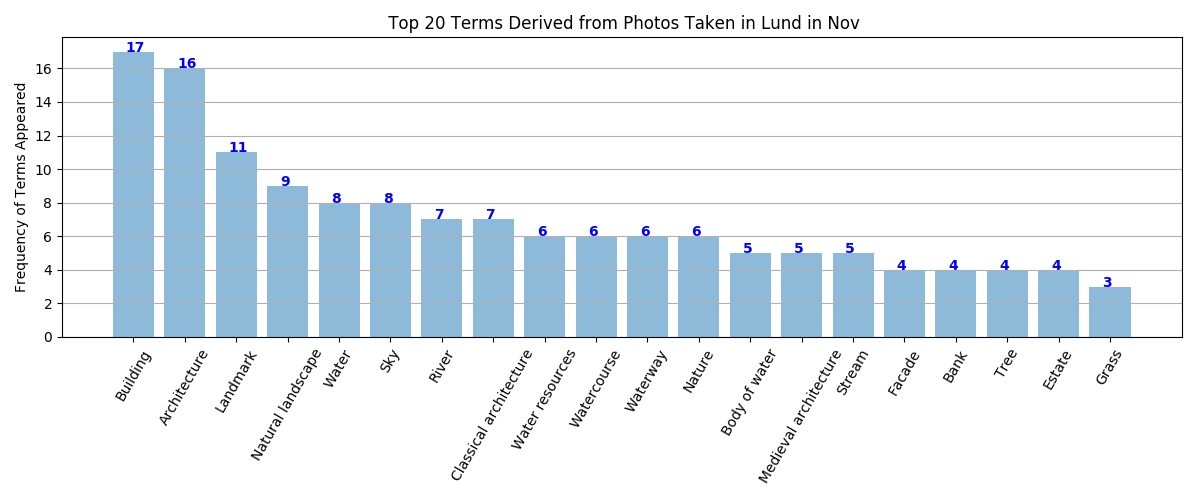 Top 20 Terms Derived from Photos Taken in Lund in Nov
Frequency of Terms Appeared
16
14
12
10
8
6
4
2
0
17
16
11
9
8
8
7
7
6
6
6
6
5
5
5
4
4
4
4
3
Building
Architecture
Landmark
Natural landscape
Water
Sky
River
Classical architecture
Water resources
Watercourse
Waterway
Nature
Body of water
Medieval architecture
Stream
Facade
Bank
Tree
Estate
Grass